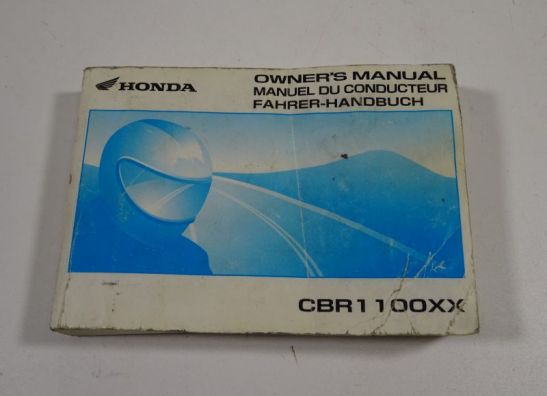 HONDA
OWNER'S MANUAL
MANUEL DU CONDUCTEUR
FAHRER-HANDBUCH
CBR1100XX